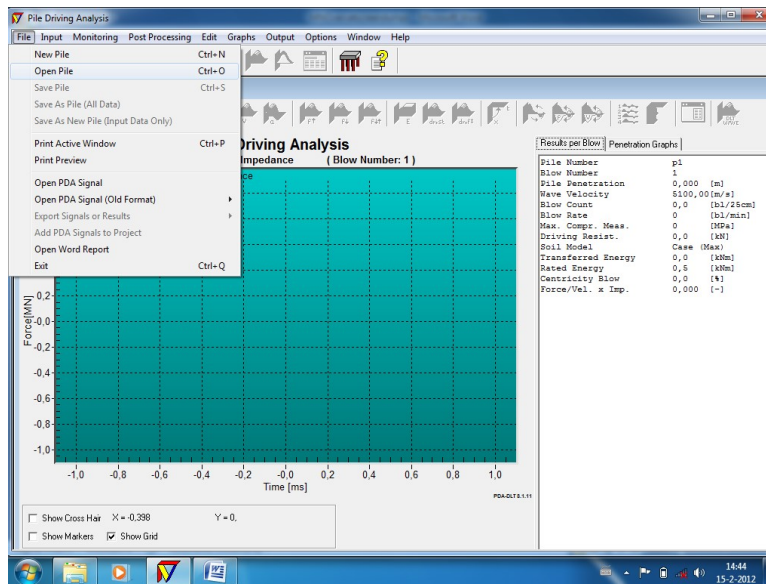 Pile Driving Analysis
File Input Monitoring Post Processing Edit Graphs Output Options Window Help
New Pile Ctrl+N
Open Pile Ctrl+O
Save Pile Ctrl+S
Save As Pile (All Data)
Save As New Pile (Input Data Only)
Print Active Window Ctrl+P
Print Preview
Open PDA Signal
Open PDA Signal (Old Format)
Export Signals or Results
Add PDA Signals to Project
Open Word Report
Exit Ctrl+Q
Driving Analysis
Impedance ( Blow Number: 1 )
Force[MN]
0,2
-0,0
-0,2
-0,4
-0,6
-0,8
-1,0
-1,0 -0,8 -0,6 -0,4 -0,2 -0,0 0,2 0,4 0,6 0,8 1,0
Time [ms]
PDA-DLT 8.1.11
Show Cross Hair X = -0,398 Y = 0,
Show Markers Show Grid
Results per Blow Penetration Graphs
Pile Number p1
Blow Number 1
Pile Penetration 0,000 [m]
Wave Velocity 5100,00[m/s]
Blow Count 0,0 [bl/25cm]
Blow Rate 0 [bl/min]
Max. Compr. Meas. 0 [MPa]
Driving Resist. 0,0 [kN]
Soil Model Case (Max)
Transferred Energy 0,0 [kNm]
Rated Energy 0,5 [kNm]
Centricity Blow 0,0 [%]
Force/Vel. x Imp. 0,000 [-]
14:44
15-2-2012